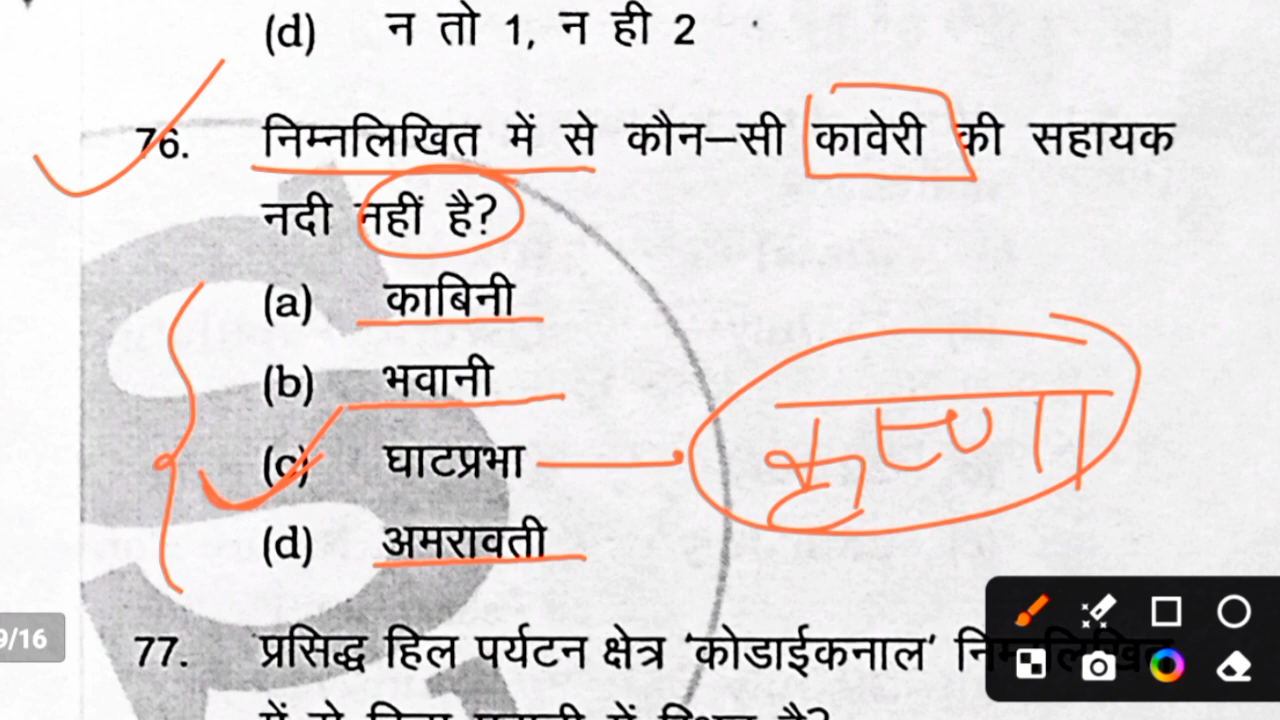 (d) न तो 1, न ही 2
76. निम्नलिखित में से कौन-सी कावेरी की सहायक
नदी नहीं है?
(a) काबिनी
(b) भवानी
(c) घाटप्रभा
कृष्णा
(d) अमरावती
9/16
77. प्रसिद्ध हिल पर्यटन क्षेत्र 'कोडाईकनाल' निम्नलिखित
में से किस
में स्थित है?